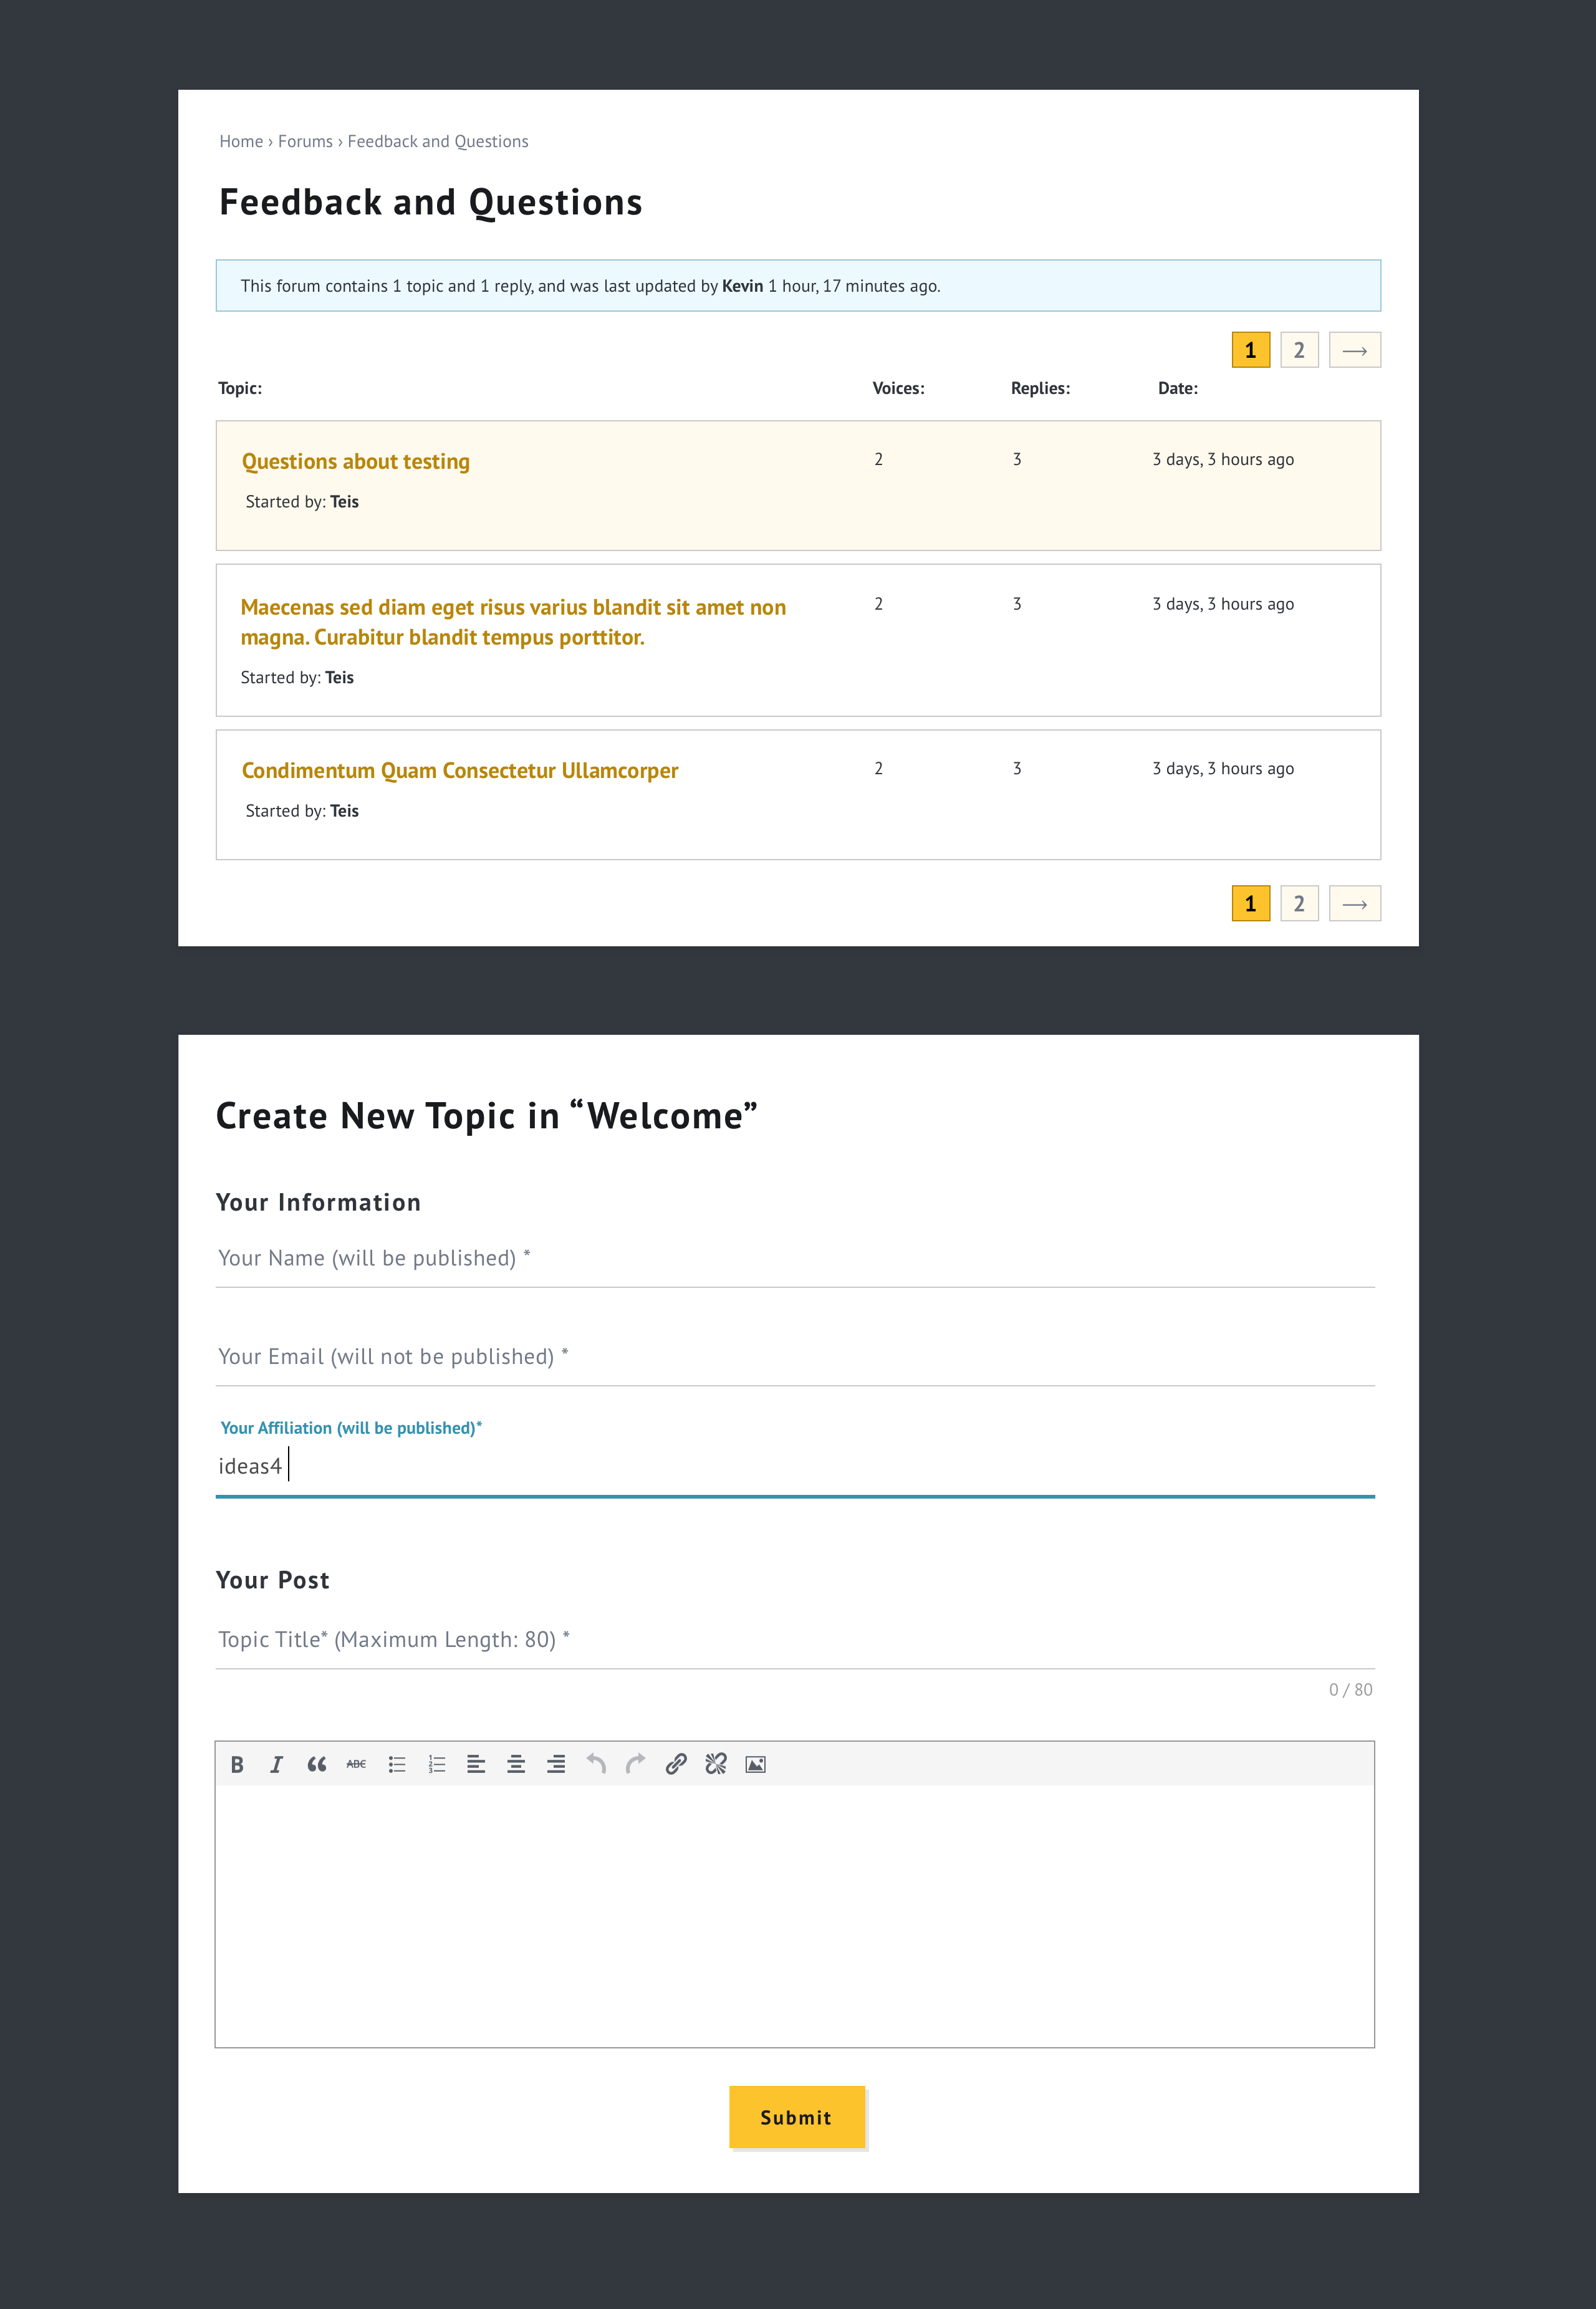 Home › Forums › Feedback and Questions
Feedback and Questions
This forum contains 1 topic and 1 reply, and was last updated by Kevin 1 hour, 17 minutes ago.
1 2 →
Topic: Voices: Replies: Date:
Questions about testing 2 3 3 days, 3 hours ago
Started by: Teis
Maecenas sed diam eget risus varius blandit sit amet non 2 3 3 days, 3 hours ago
magna. Curabitur blandit tempus porttitor.
Started by: Teis
Condimentum Quam Consectetur Ullamcorper 2 3 3 days, 3 hours ago
Started by: Teis
1 2 →
Create New Topic in “Welcome”
Your Information
Your Name (will be published) *
Your Email (will not be published) *
Your Affiliation (will be published)*
ideas4
Your Post
Topic Title* (Maximum Length: 80) *
0 / 80
B I “ ABC
Submit